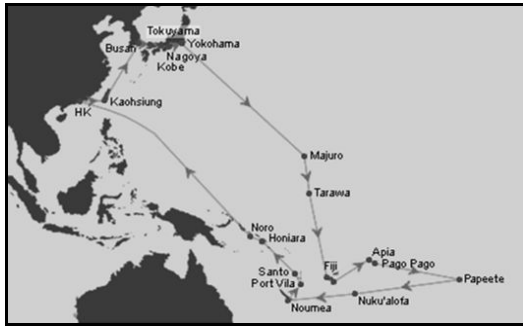 Tokuyama
Busan
Yokohama
Nagoya
Kobe
Kaohsiung
HK
Majuro
Tarawa
Noro
Honiara
Apia
Pago Pago
Fiji
Santo
Port Vila
Papeete
Nuku'alofa
Noumea